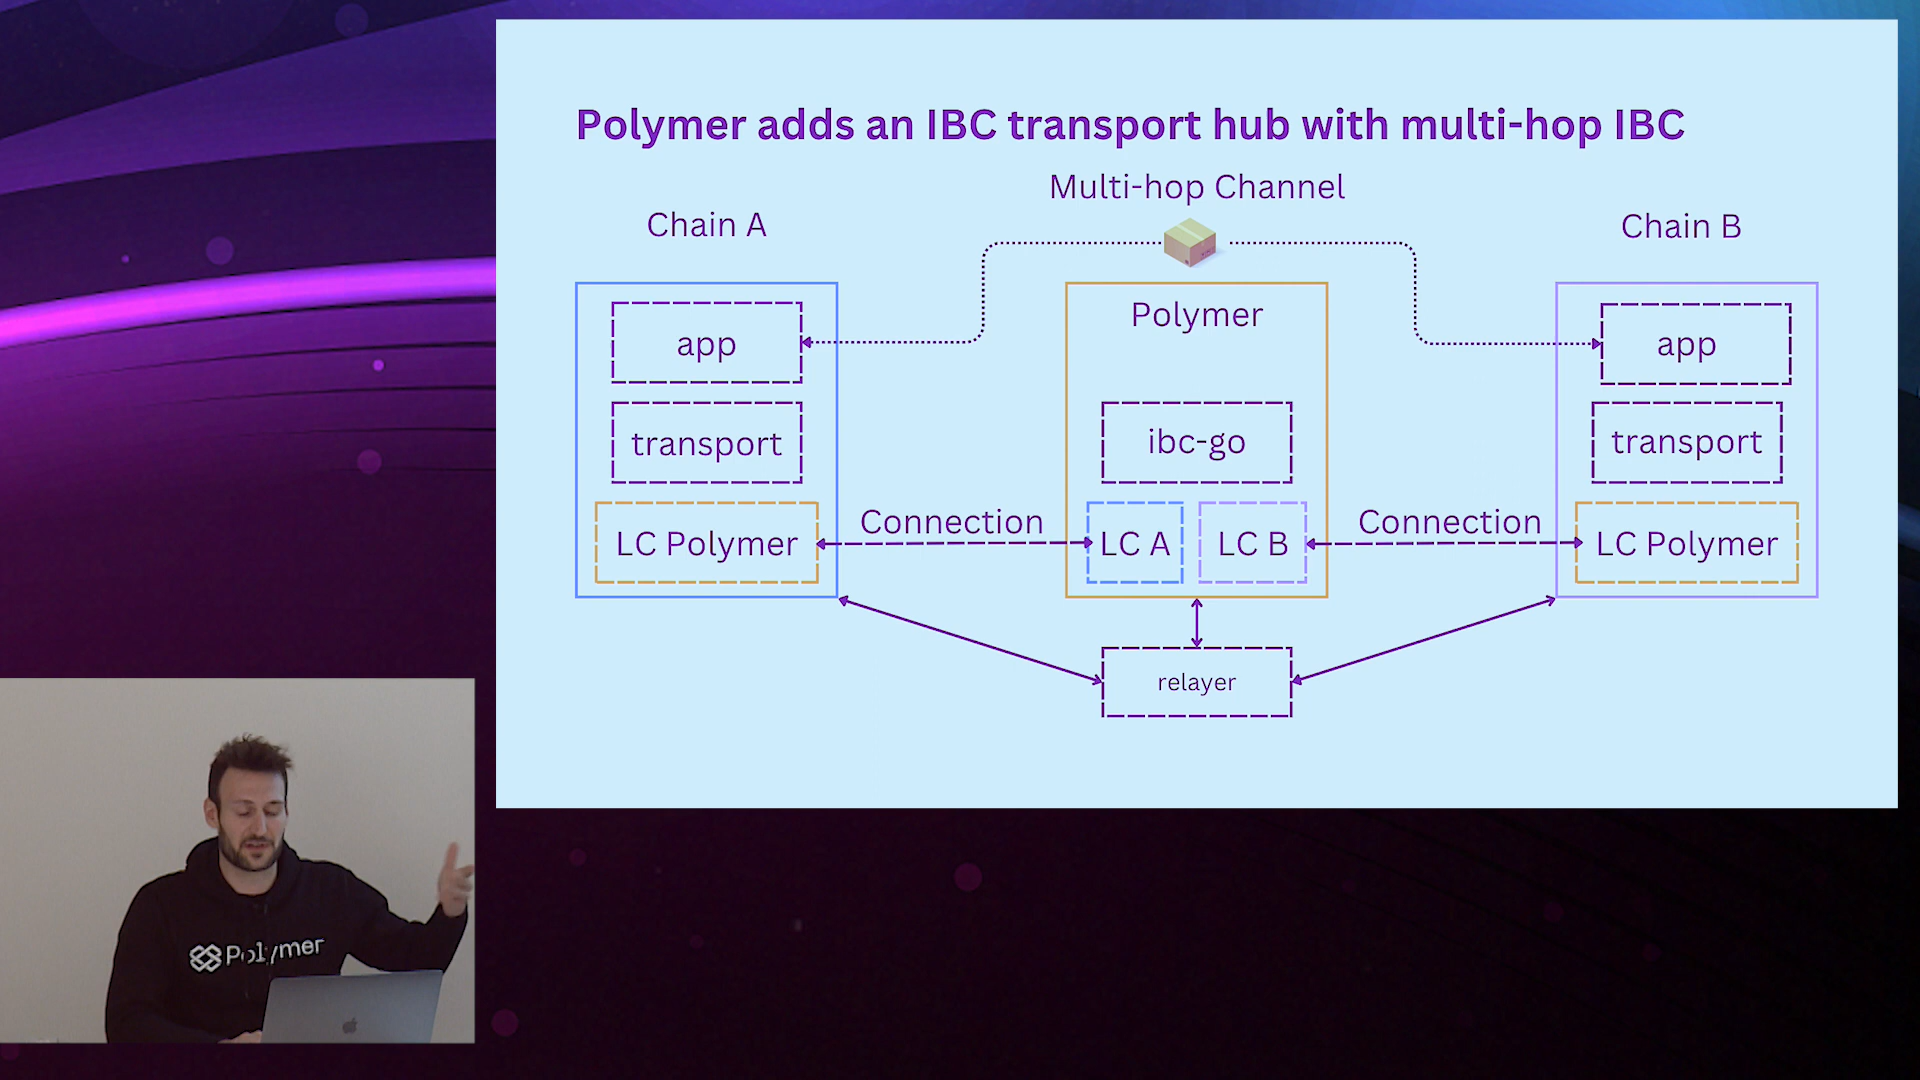 Polymer adds an IBC transport hub with multi-hop IBC
Multi-hop Channel
Chain A
Chain B
Polymer
app
app
transport
ibc-go
transport
Connection
Connection
LC Polymer
LC A
LC B
LC Polymer
relayer
Polymer